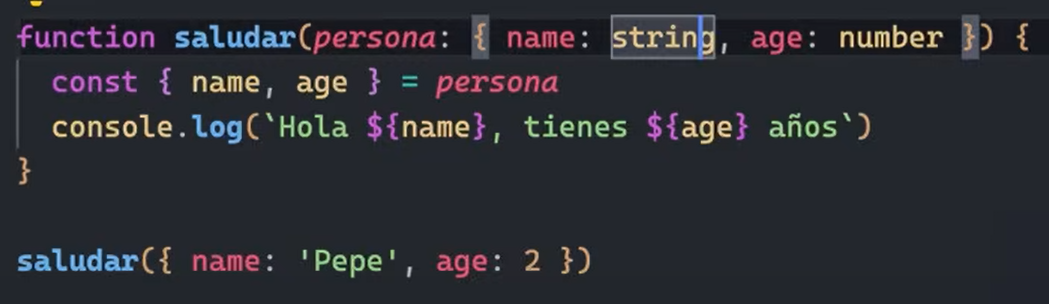 function saludar(persona: { name: string, age: number }) {
  const { name, age } = persona
  console.log(`Hola ${name}, tienes ${age} años`)
}
saludar({ name: 'Pepe', age: 2 })